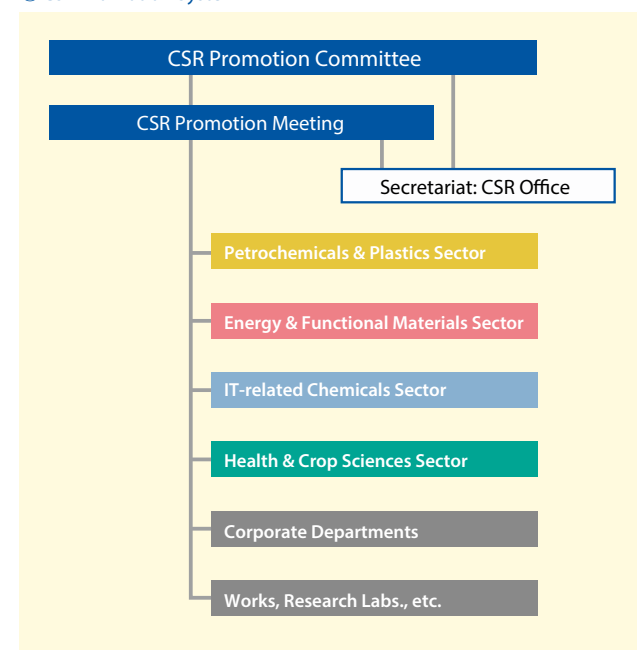 CSR Promotion Committee
CSR Promotion Meeting
Secretariat: CSR Office
Petrochemicals & Plastics Sector
Energy & Functional Materials Sector
IT-related Chemicals Sector
Health & Crop Sciences Sector
Corporate Departments
Works, Research Labs., etc.